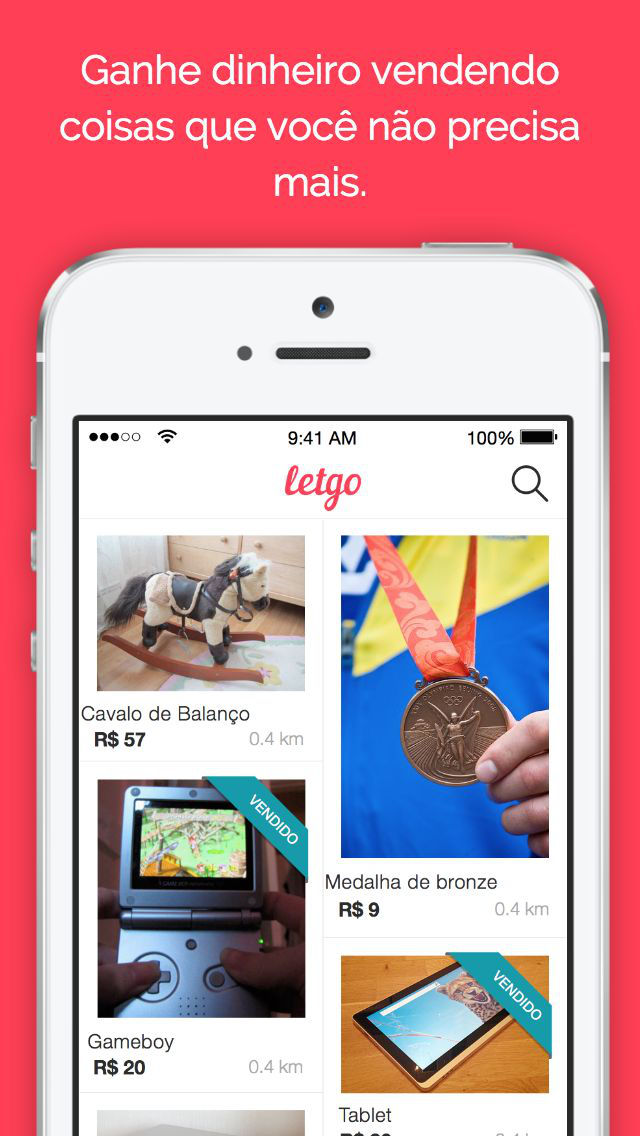 Ganhe dinheiro vendendo
coisas que você não precisa
mais.
9:41 AM
100%
letgo
Cavalo de Balanço
R$ 57
0.4 km
VENDIDO
Gameboy
R$ 20
0.4 km
Medalha de bronze
R$ 9
0.4 km
VENDIDO
Tablet